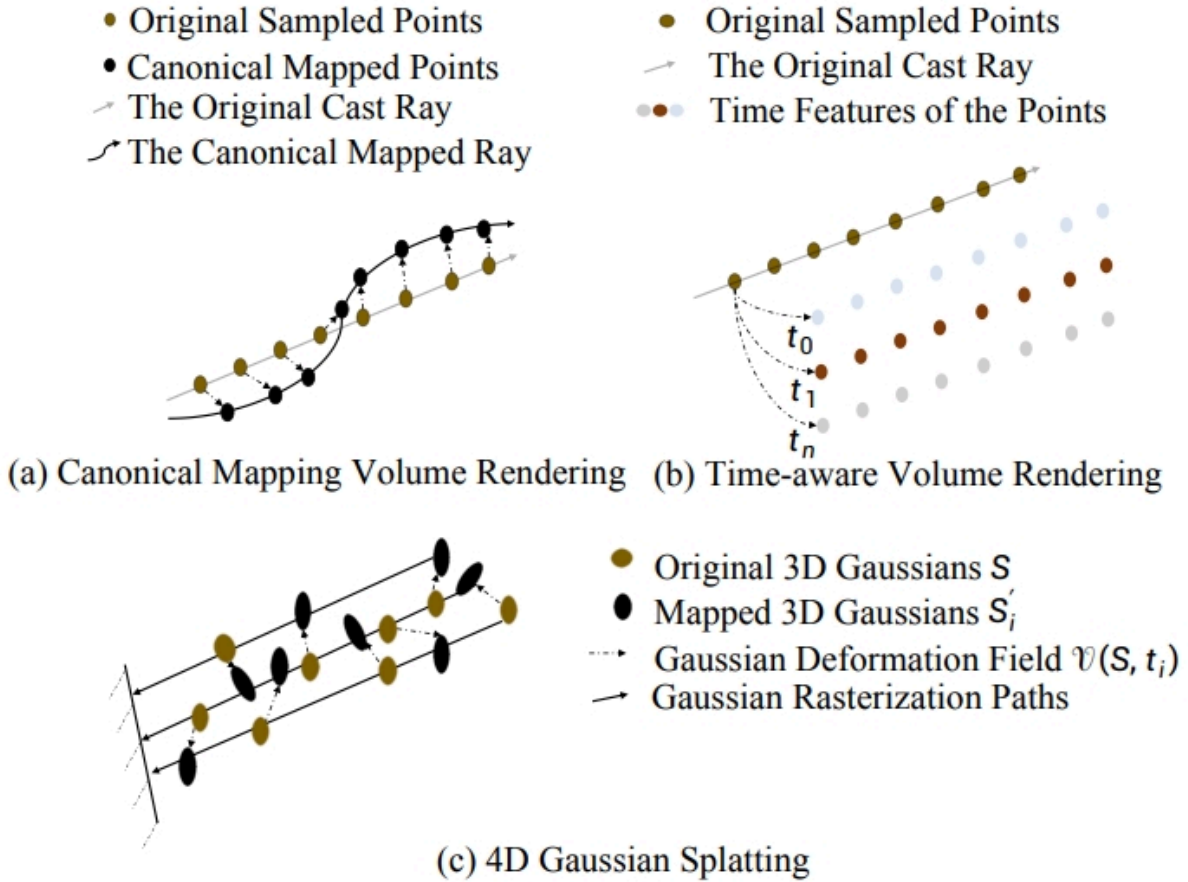 Original Sampled Points
Canonical Mapped Points
The Original Cast Ray
The Canonical Mapped Ray
Original Sampled Points
The Original Cast Ray
Time Features of the Points
t₀
t₁
tₙ
(a) Canonical Mapping Volume Rendering
(b) Time-aware Volume Rendering
Original 3D Gaussians S
Mapped 3D Gaussians S′ᵢ
Gaussian Deformation Field 𝒱(S, tᵢ)
Gaussian Rasterization Paths
(c) 4D Gaussian Splatting